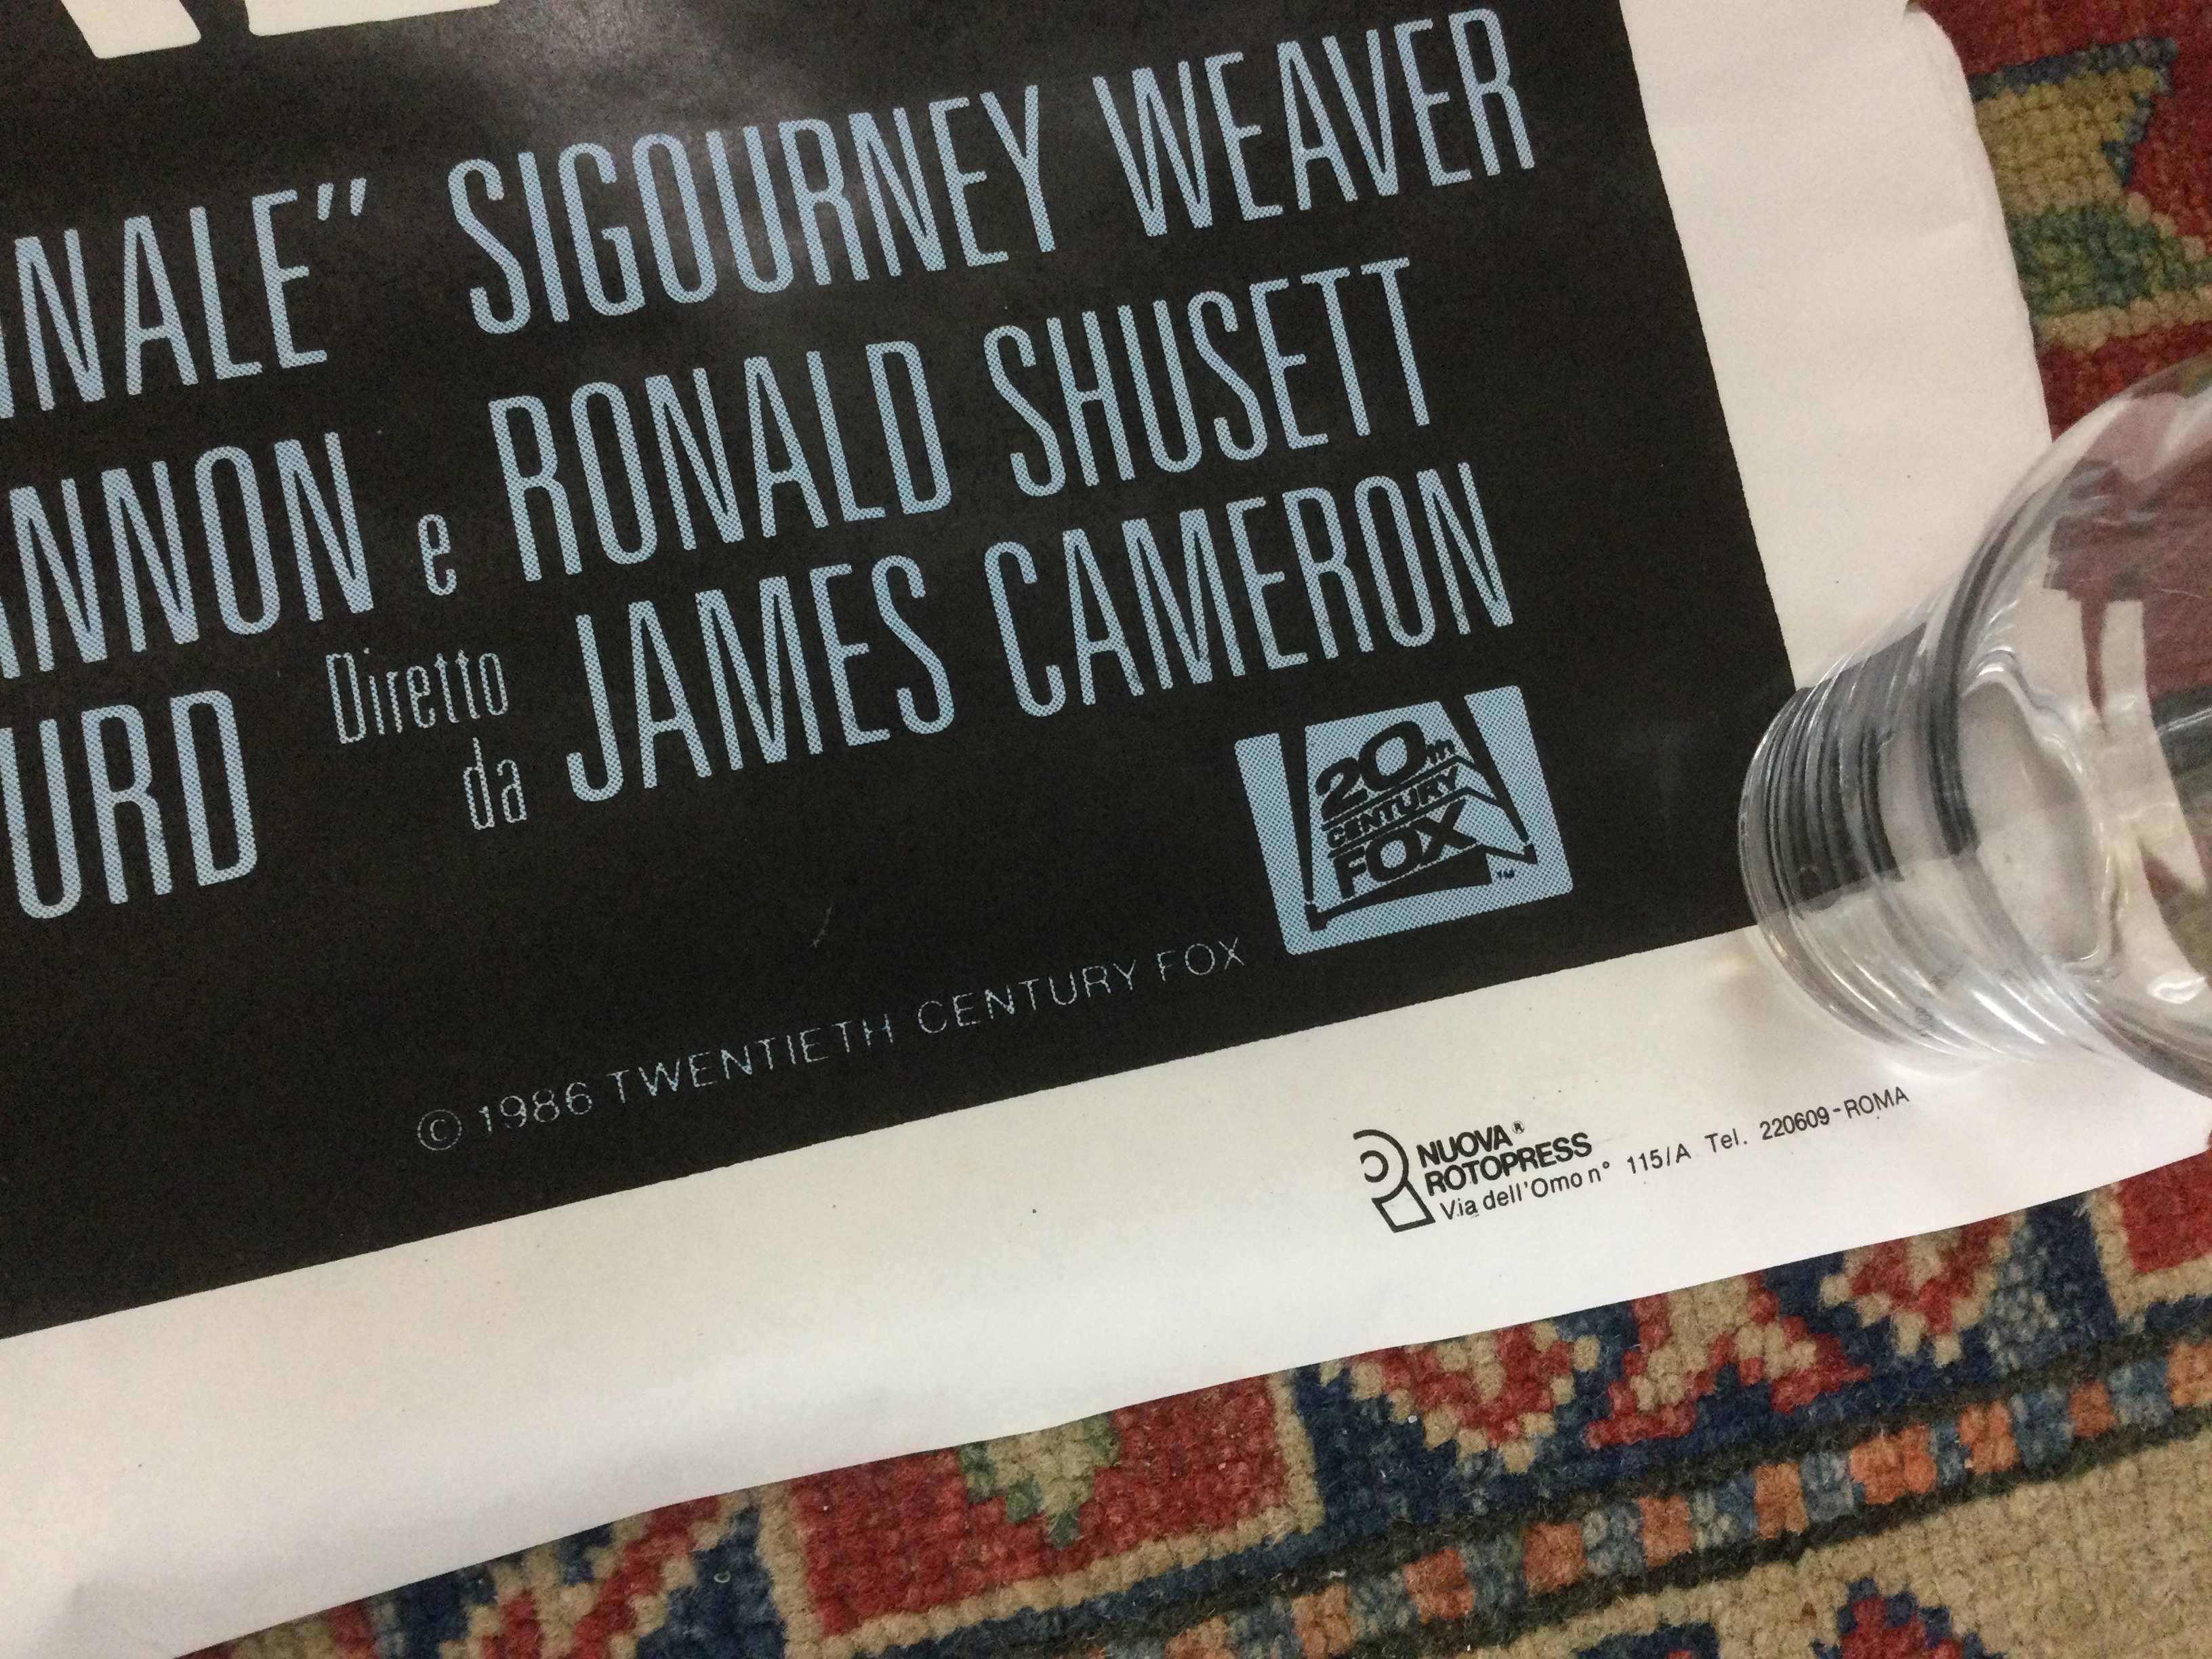 NALE" SIGOURNEY WEAVER
NNON e RONALD SHUSETT
URD Diretto da JAMES CAMERON
20th
CENTURY
FOX
TM
© 1986 TWENTIETH CENTURY FOX
NUOVA®
ROTOPRESS
Via dell'Omo n° 115/A Tel. 220609-ROMA